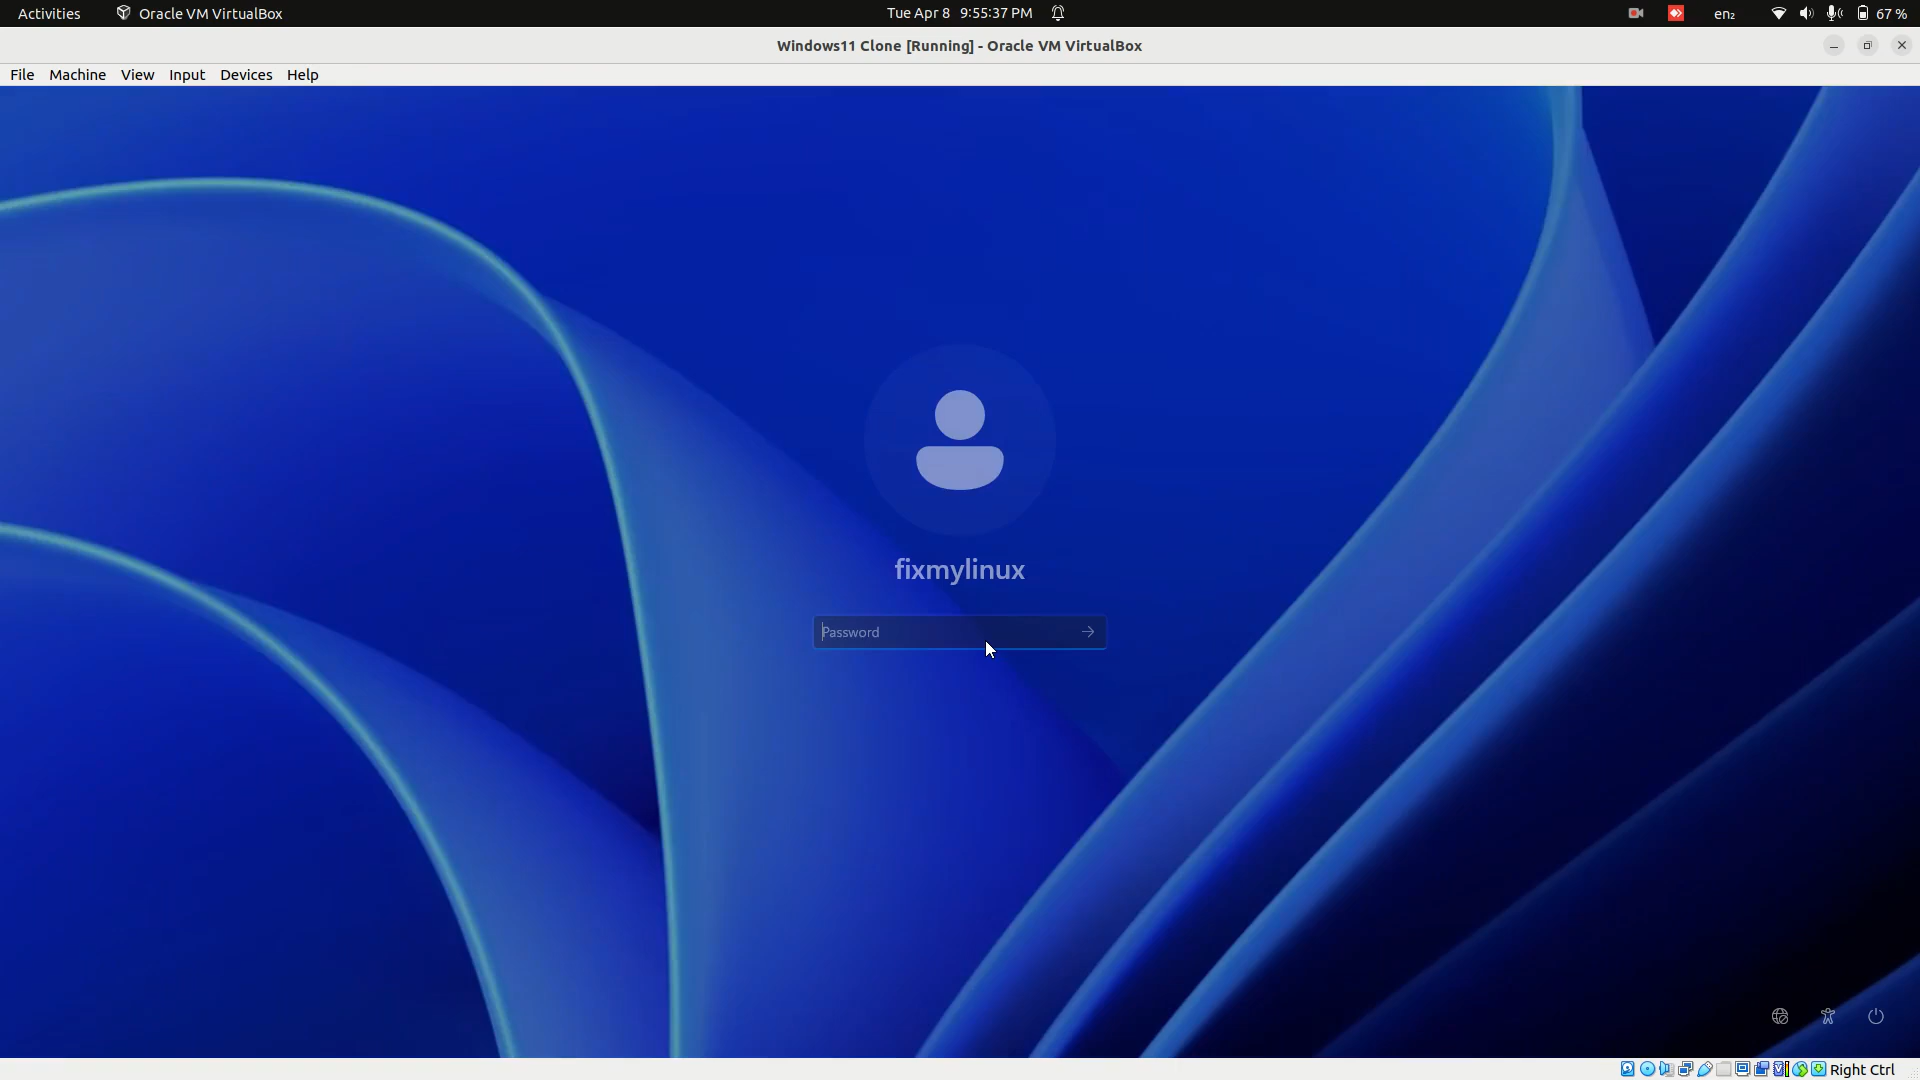 Activities Oracle VM VirtualBox Tue Apr 8 9:55:37 PM en₂ 67 %
Windows11 Clone [Running] - Oracle VM VirtualBox
File Machine View Input Devices Help
fixmylinux
Password
Right Ctrl